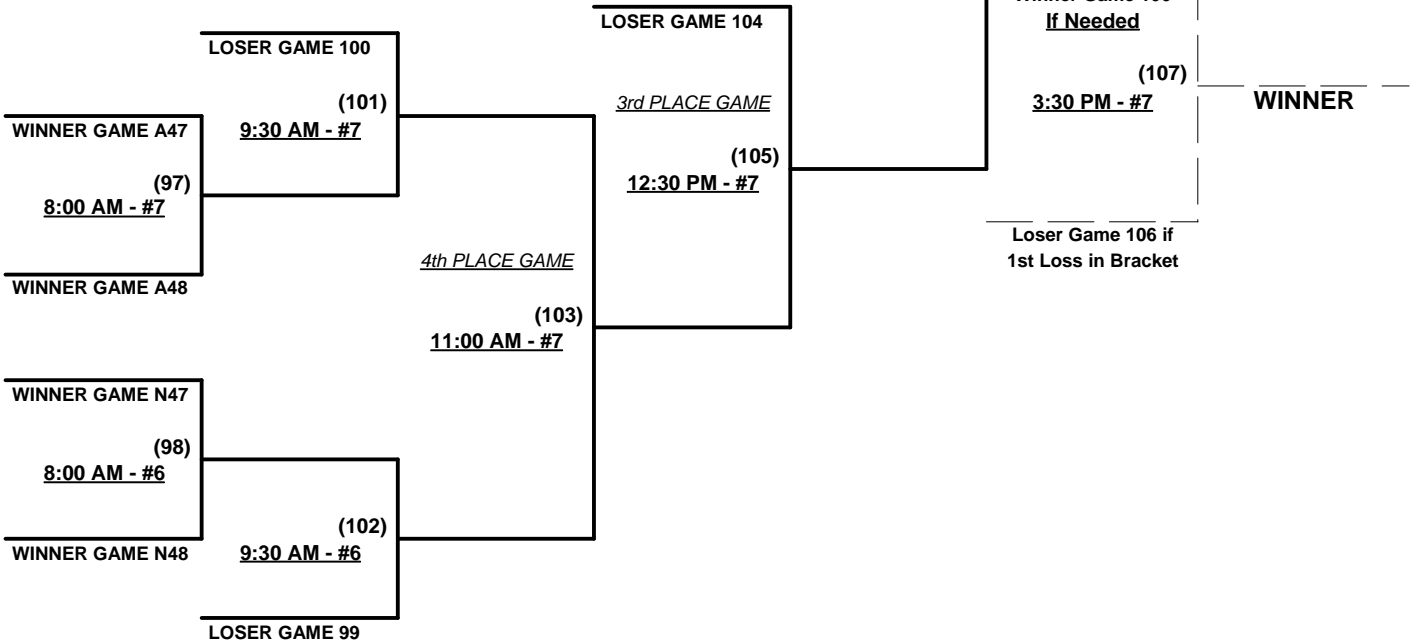 If Needed
(107)
3:30 PM - #7
WINNER
Loser Game 106 if
1st Loss in Bracket
LOSER GAME 104
3rd PLACE GAME
(105)
12:30 PM - #7
LOSER GAME 100
(101)
9:30 AM - #7
WINNER GAME A47
(97)
8:00 AM - #7
WINNER GAME A48
4th PLACE GAME
(103)
11:00 AM - #7
WINNER GAME N47
(98)
8:00 AM - #6
WINNER GAME N48
(102)
9:30 AM - #6
LOSER GAME 99